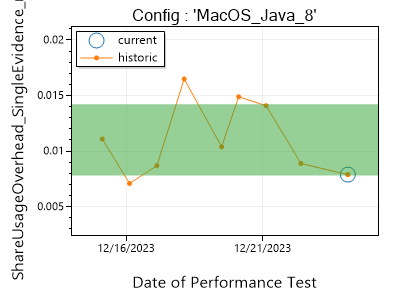 Config : 'MacOS_Java_8'
current
historic
0.02
0.015
0.01
0.005
ShareUsageOverhead_SingleEvidence_
12/16/2023
12/21/2023
Date of Performance Test